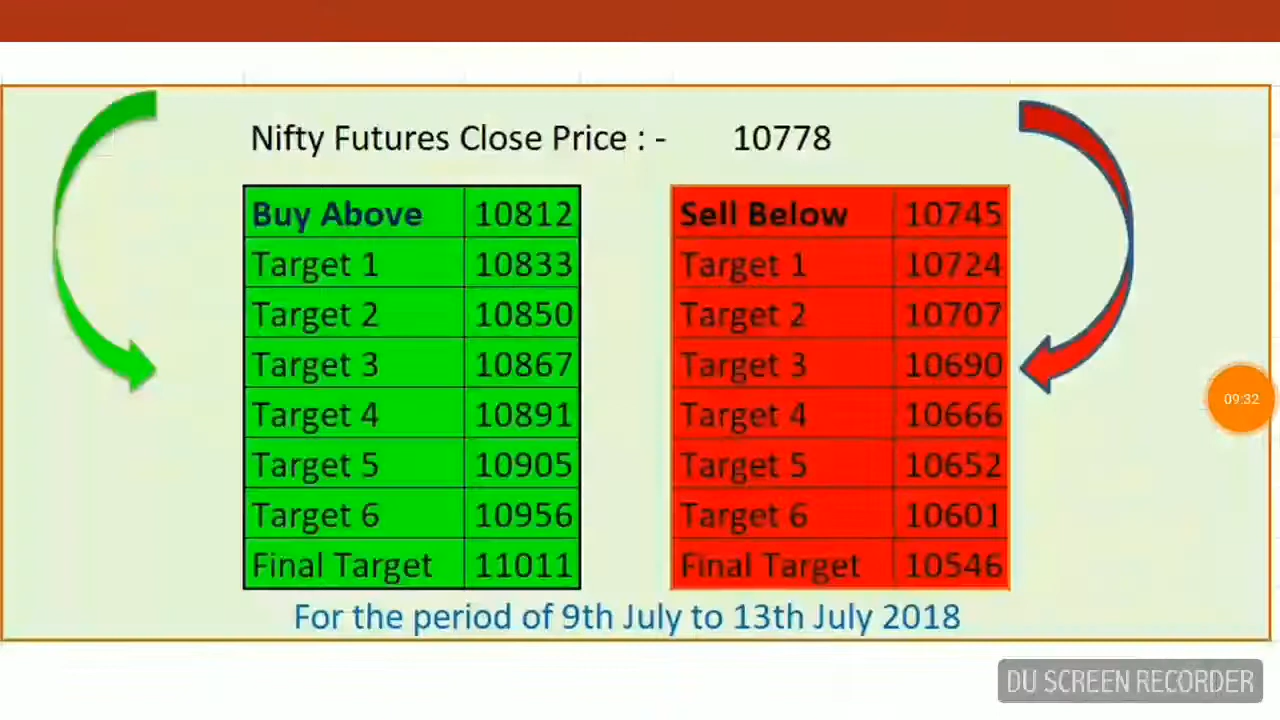 Nifty Futures Close Price : - 10778
Buy Above 10812
Target 1 10833
Target 2 10850
Target 3 10867
Target 4 10891
Target 5 10905
Target 6 10956
Final Target 11011
Sell Below 10745
Target 1 10724
Target 2 10707
Target 3 10690
Target 4 10666
Target 5 10652
Target 6 10601
Final Target 10546
09:32
For the period of 9th July to 13th July 2018
DU SCREEN RECORDER